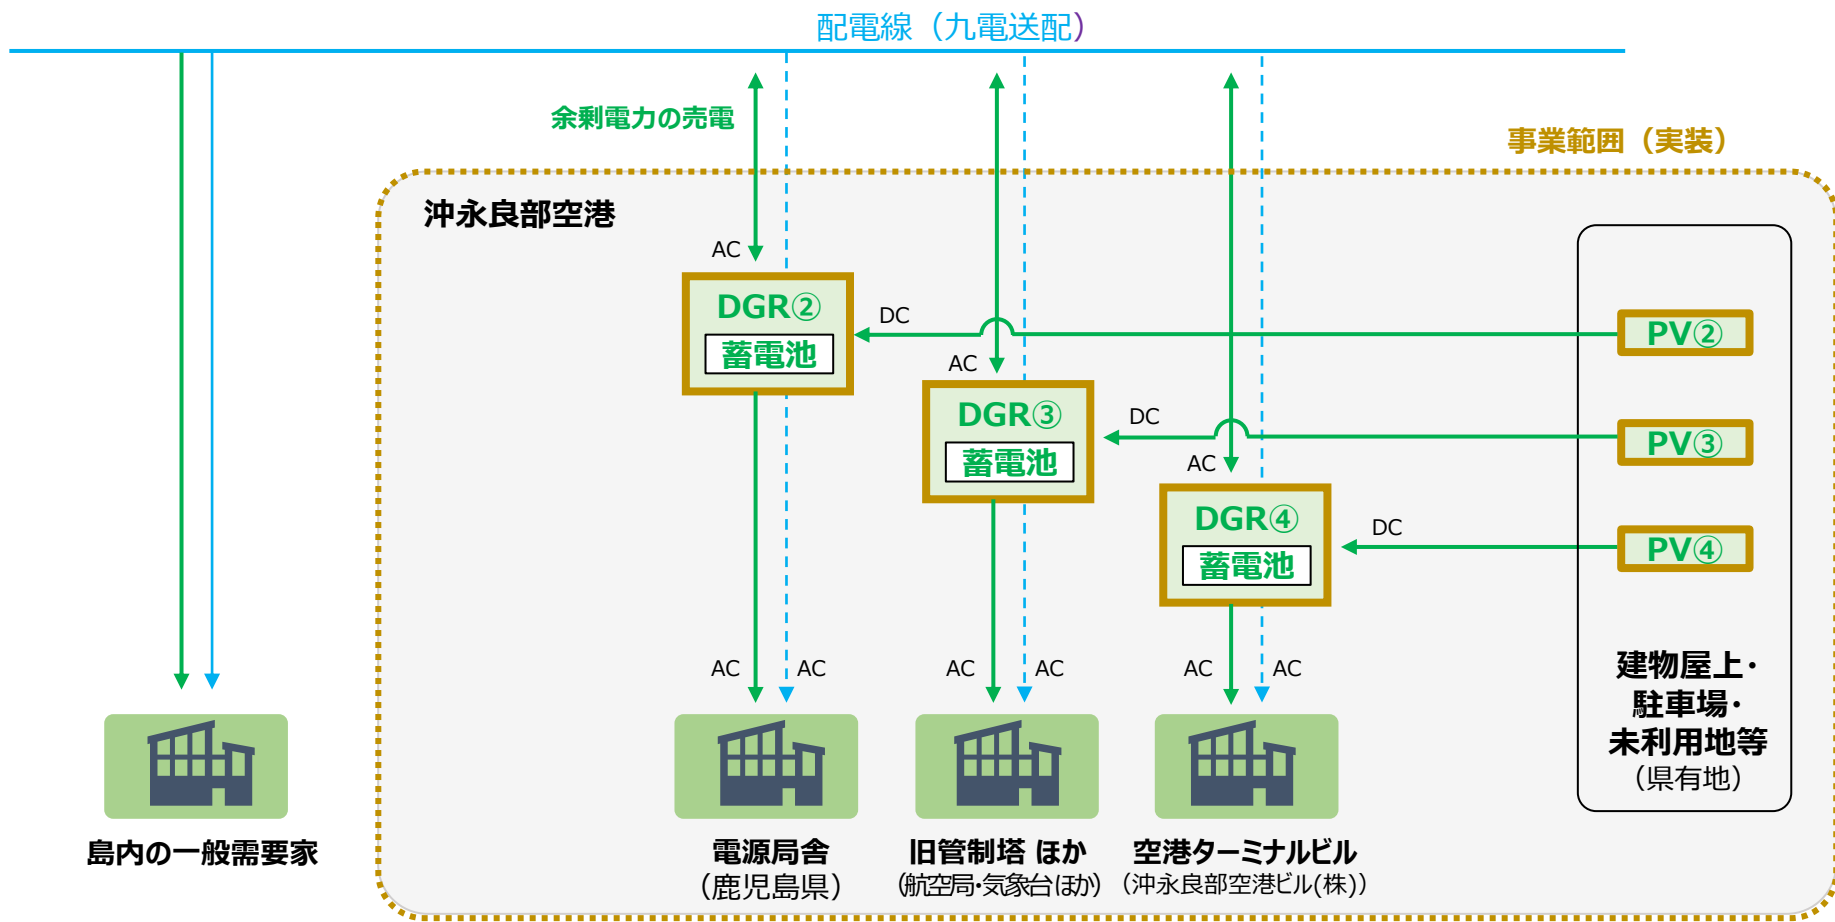 配電線（九電送配）
余剰電力の売電
事業範囲（実装）
沖永良部空港
AC
DGR②
蓄電池
DC
PV②
AC
DGR③
蓄電池
DC
PV③
AC
DGR④
蓄電池
DC
PV④
AC
AC
AC
AC
AC
AC
建物屋上・
駐車場・
未利用地等
（県有地）
島内の一般需要家
電源局舎
（鹿児島県）
旧管制塔 ほか
（航空局・気象台ほか）
空港ターミナルビル
（沖永良部空港ビル(株)）